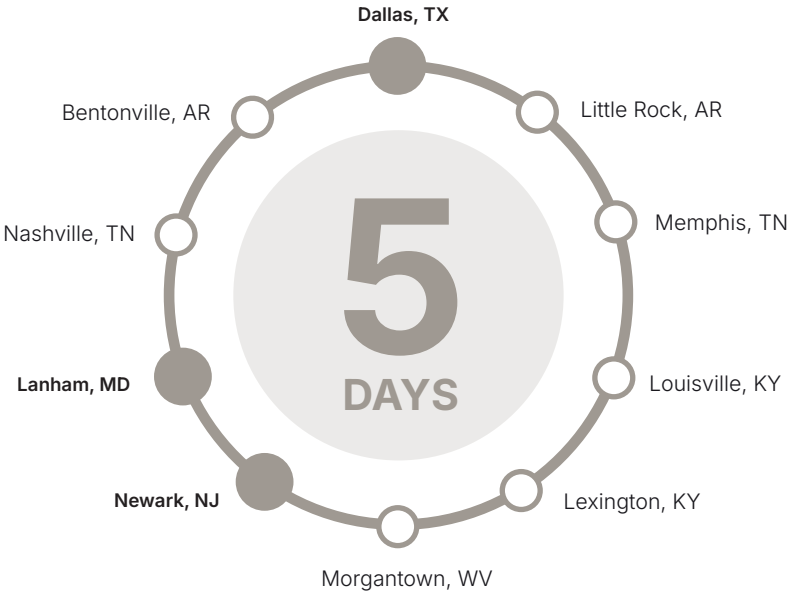 Dallas, TX
Bentonville, AR
Little Rock, AR
Nashville, TN
Memphis, TN
5
DAYS
Lanham, MD
Louisville, KY
Newark, NJ
Lexington, KY
Morgantown, WV